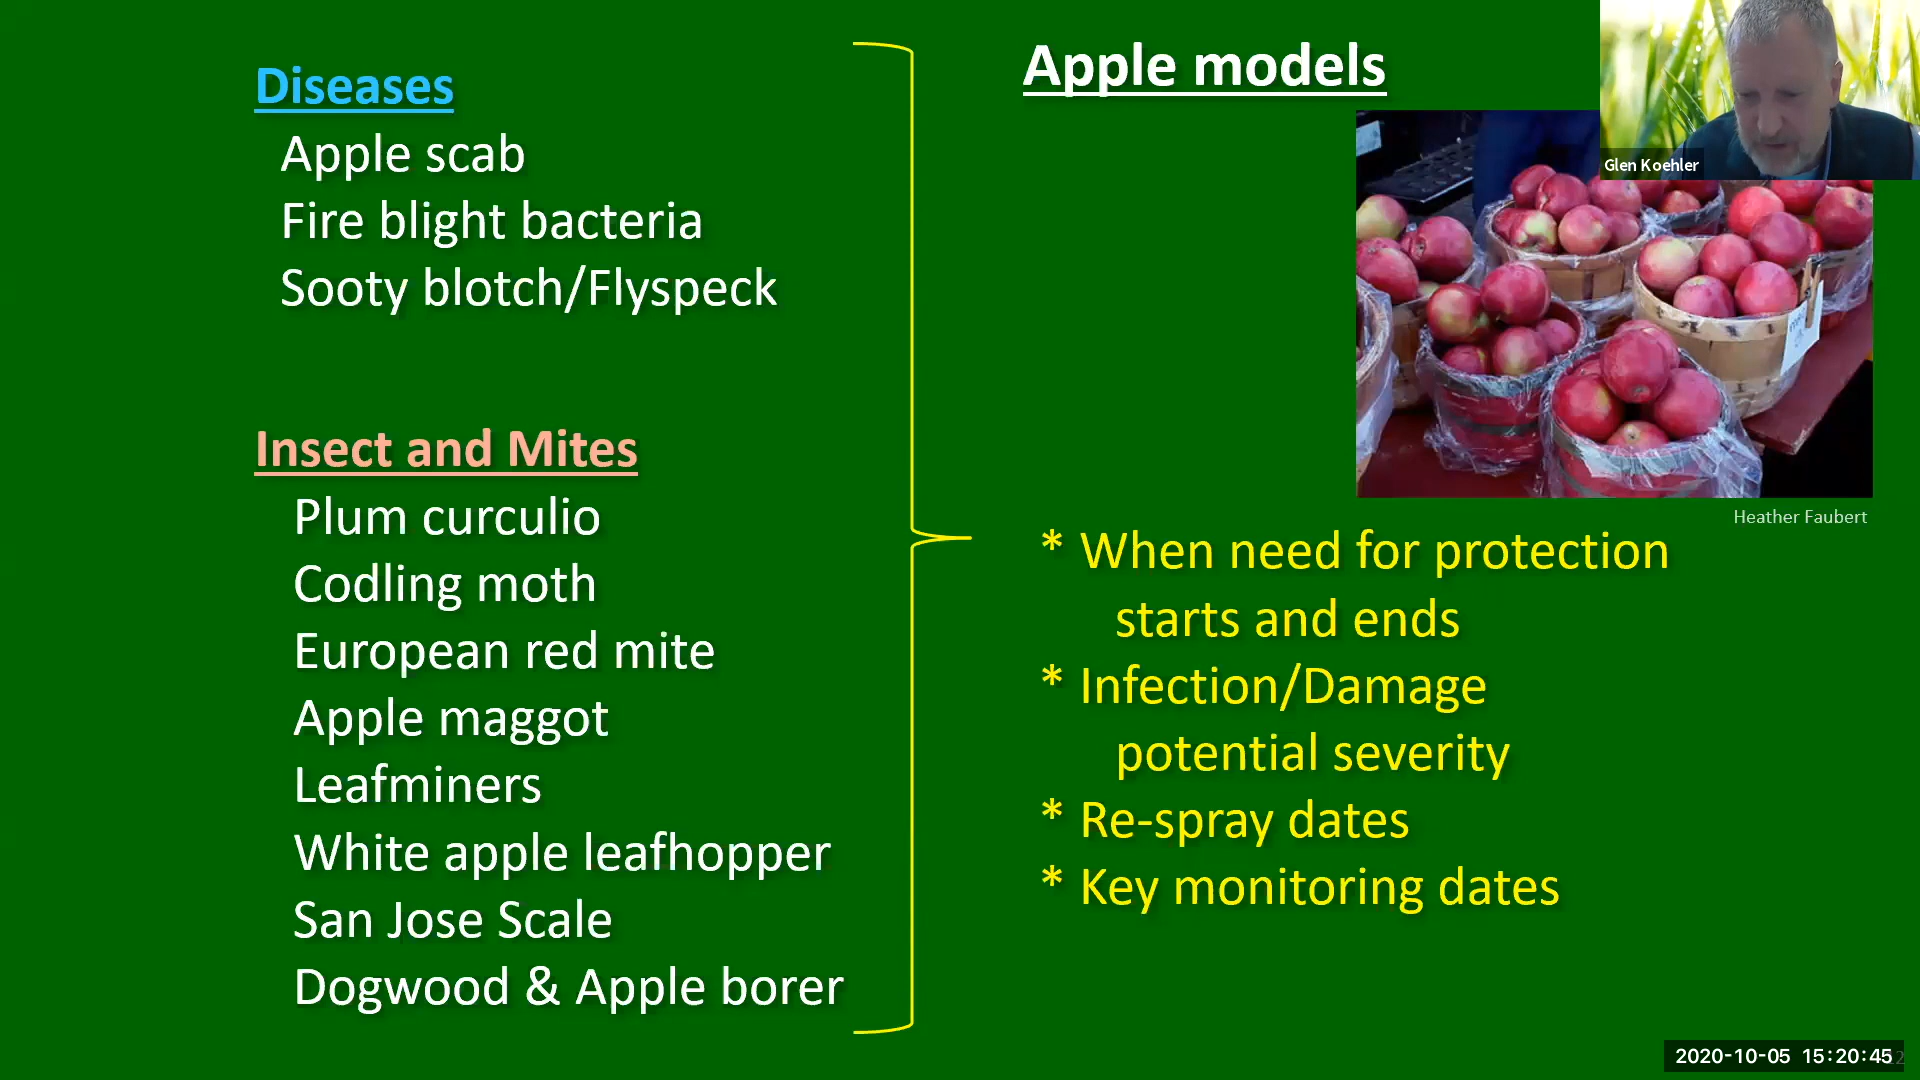 Diseases
Apple scab
Fire blight bacteria
Sooty blotch/Flyspeck
Insect and Mites
Plum curculio
Codling moth
European red mite
Apple maggot
Leafminers
White apple leafhopper
San Jose Scale
Dogwood & Apple borer
Apple models
Glen Koehler
Heather Faubert
* When need for protection
starts and ends
* Infection/Damage
potential severity
* Re-spray dates
* Key monitoring dates
2020-10-05 15:20:45